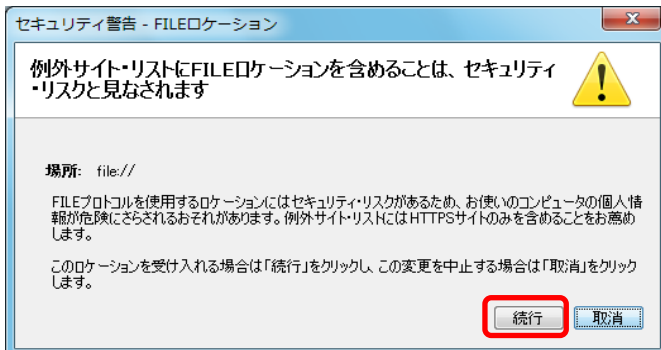 セキュリティ警告 - FILEロケーション
例外サイト・リストにFILEロケーションを含めることは、セキュリティ
・リスクと見なされます
場所: file://
FILEプロトコルを使用するロケーションにはセキュリティ・リスクがあるため、お使いのコンピュータの個人情
報が危険にさらされるおそれがあります。例外サイト・リストにはHTTPSサイトのみを含めることをお薦め
します。
このロケーションを受け入れる場合は「続行」をクリックし、この変更を中止する場合は「取消」をクリック
します。
続行 取消